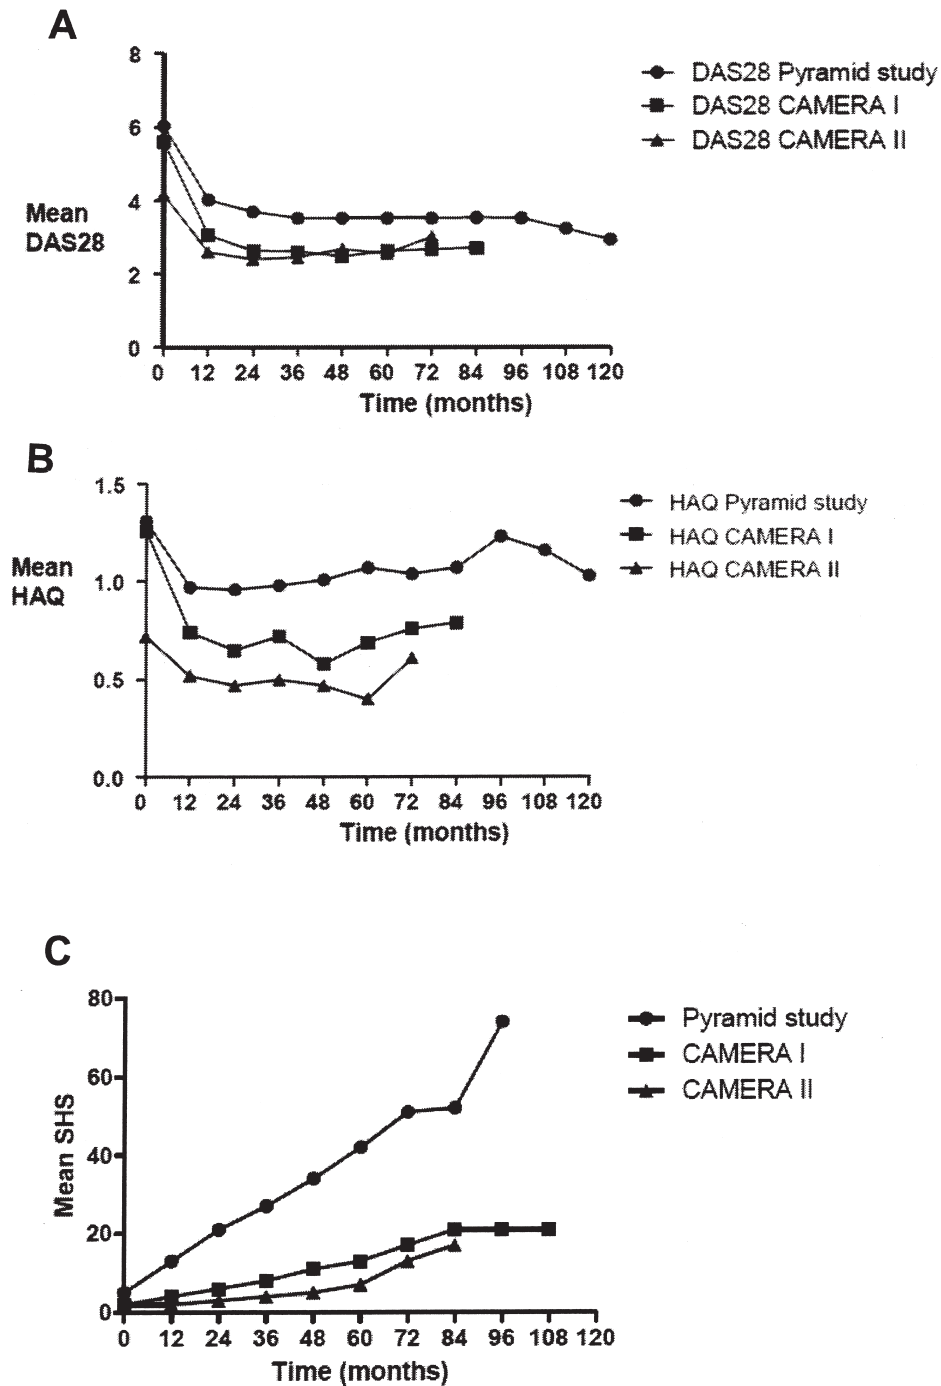 A
8
6
4
2
0
Mean
DAS28
0 12 24 36 48 60 72 84 96 108 120
Time (months)
DAS28 Pyramid study
DAS28 CAMERA I
DAS28 CAMERA II
B
1.5
1.0
0.5
0.0
Mean
HAQ
0 12 24 36 48 60 72 84 96 108 120
Time (months)
HAQ Pyramid study
HAQ CAMERA I
HAQ CAMERA II
C
80
60
40
20
0
Mean SHS
0 12 24 36 48 60 72 84 96 108 120
Time (months)
Pyramid study
CAMERA I
CAMERA II